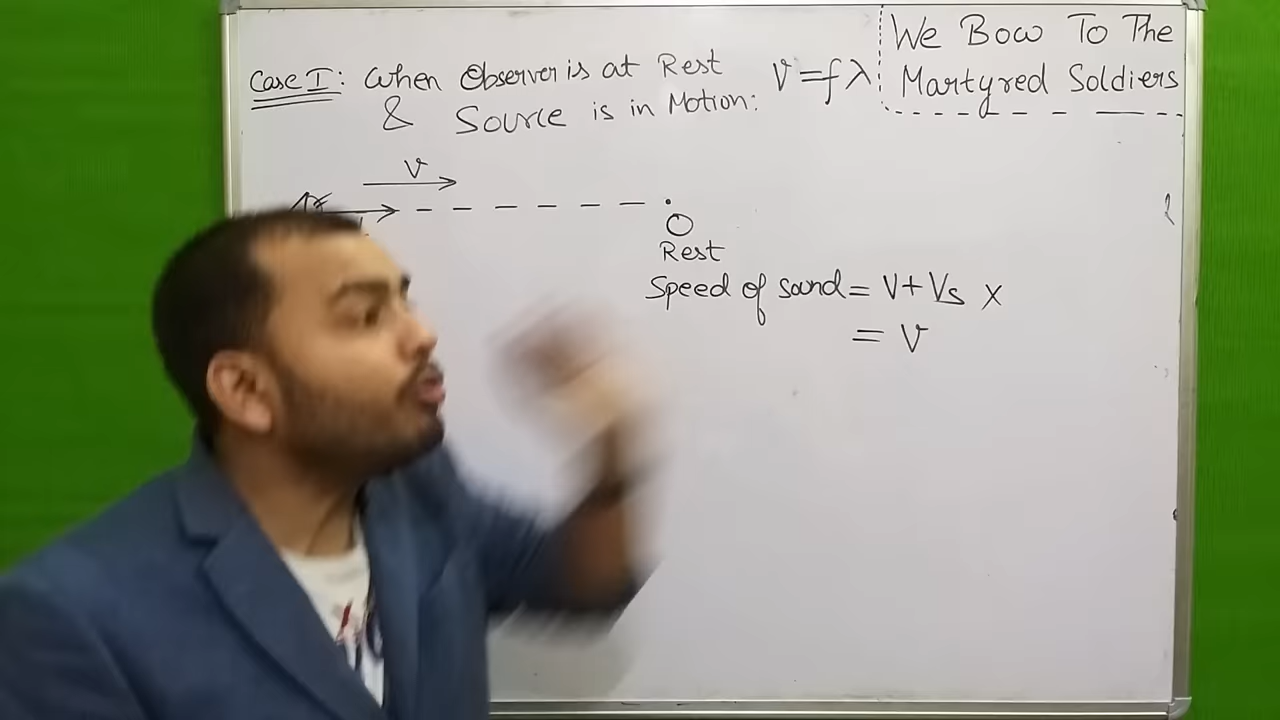 Case I: When Observer is at Rest
& Source is in Motion:
V = fλ
We Bow To The
Martyred Soldiers
V
O
Rest
Speed of sound = V + Vs ×
= V